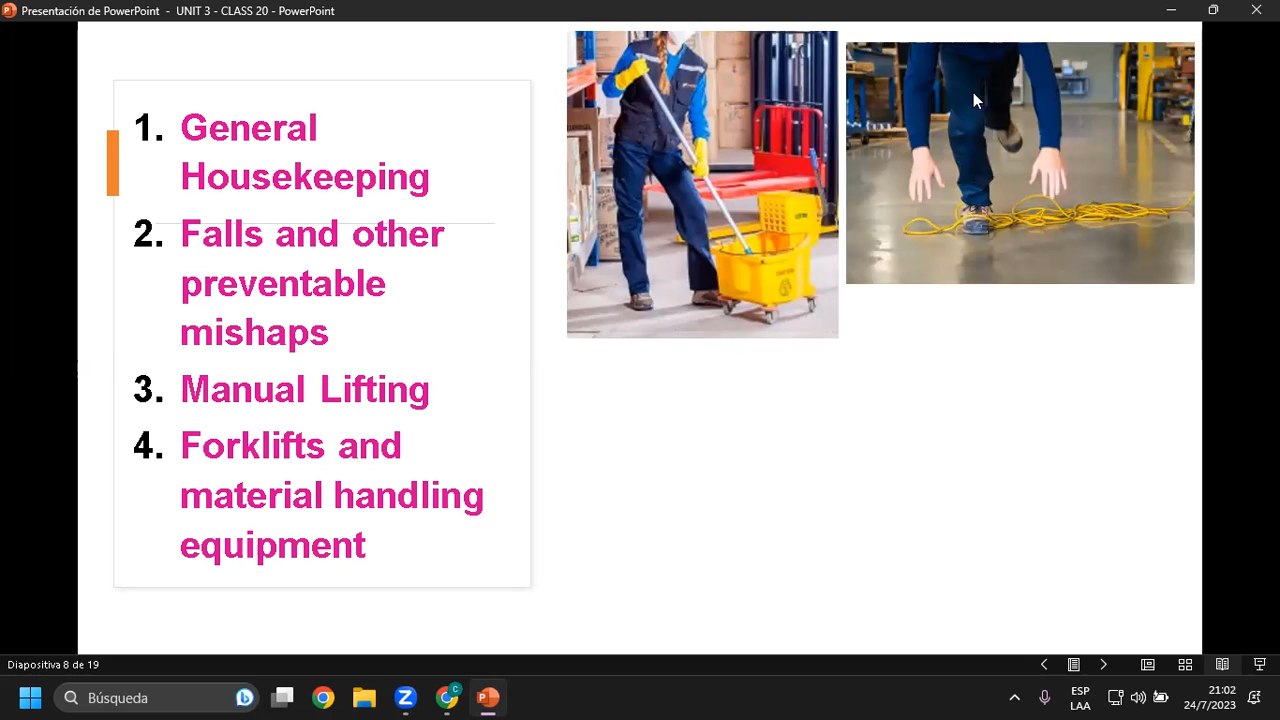 Presentación de PowerPoint - UNIT 3 - CLASS 20 - PowerPoint
1. General
Housekeeping
2. Falls and other
preventable
mishaps
3. Manual Lifting
4. Forklifts and
material handling
equipment
Diapositiva 8 de 19
Búsqueda
ESP
LAA
21:02
24/7/2023